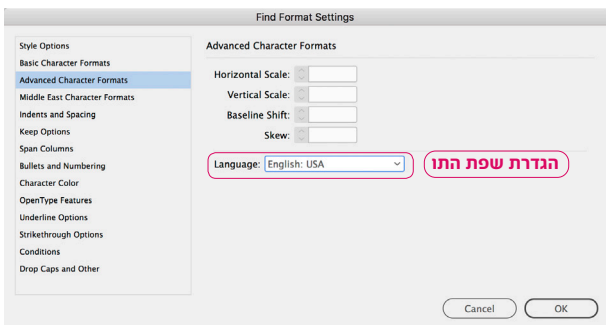 Find Format Settings
Style Options
Basic Character Formats
Advanced Character Formats
Middle East Character Formats
Indents and Spacing
Keep Options
Span Columns
Bullets and Numbering
Character Color
OpenType Features
Underline Options
Strikethrough Options
Conditions
Drop Caps and Other
Advanced Character Formats
Horizontal Scale:
Vertical Scale:
Baseline Shift:
Skew:
Language: English: USA
הגדרת שפת התו
Cancel OK